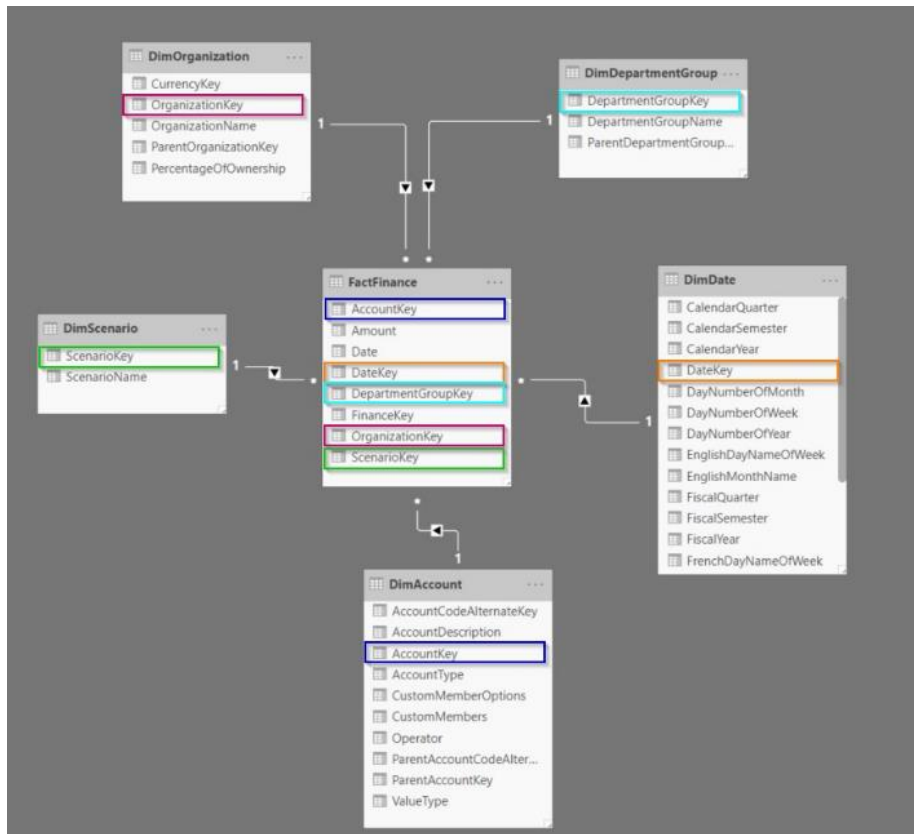 DimOrganization
CurrencyKey
OrganizationKey
OrganizationName
ParentOrganizationKey
PercentageOfOwnership
1
DimDepartmentGroup
DepartmentGroupKey
DepartmentGroupName
ParentDepartmentGroup...
1
DimScenario
ScenarioKey
ScenarioName
1
FactFinance
AccountKey
Amount
Date
DateKey
DepartmentGroupKey
FinanceKey
OrganizationKey
ScenarioKey
DimDate
CalendarQuarter
CalendarSemester
CalendarYear
DateKey
DayNumberOfMonth
DayNumberOfWeek
DayNumberOfYear
EnglishDayNameOfWeek
EnglishMonthName
FiscalQuarter
FiscalSemester
FiscalYear
FrenchDayNameOfWeek
1
1
DimAccount
AccountCodeAlternateKey
AccountDescription
AccountKey
AccountType
CustomMemberOptions
CustomMembers
Operator
ParentAccountCodeAlter...
ParentAccountKey
ValueType